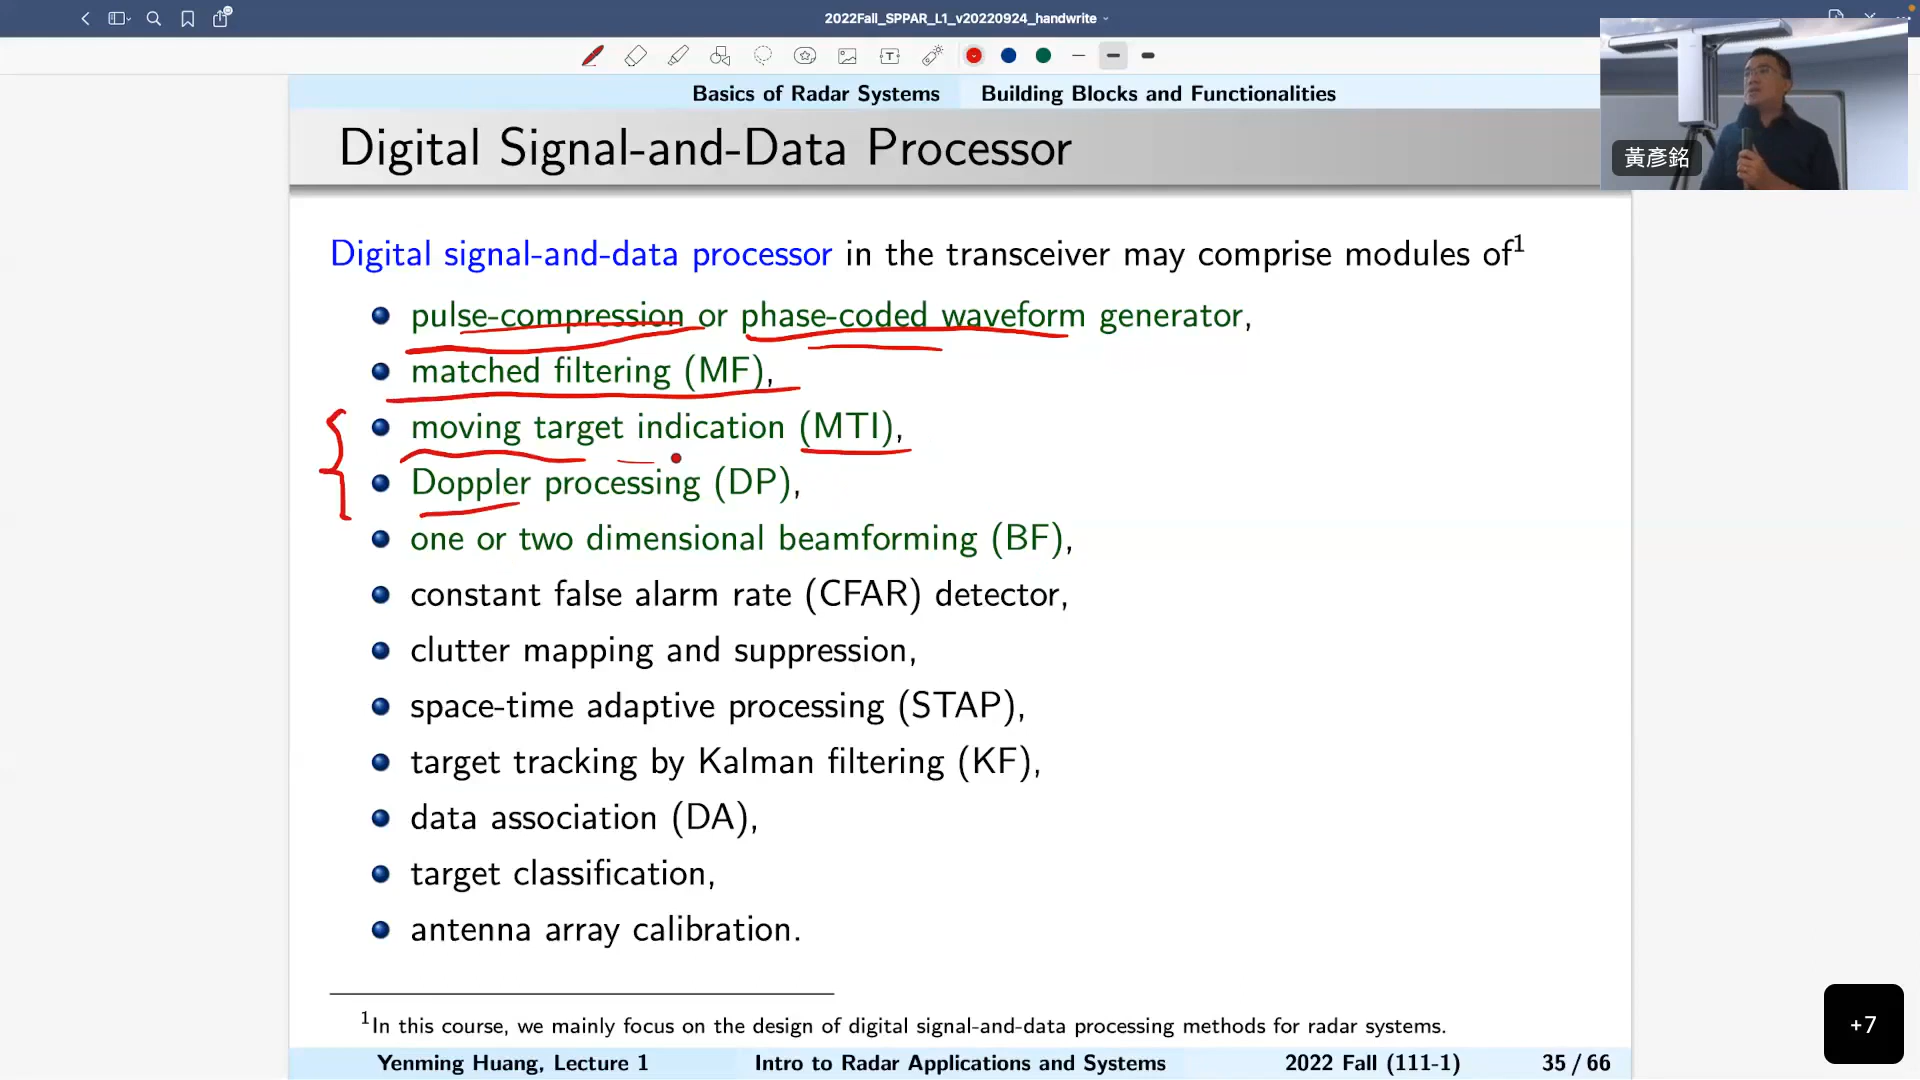 2022Fall_SPPAR_L1_v20220924_handwrite
Basics of Radar Systems Building Blocks and Functionalities
Digital Signal-and-Data Processor
黃彥銘
Digital signal-and-data processor in the transceiver may comprise modules of1
pulse-compression or phase-coded waveform generator,
matched filtering (MF),
moving target indication (MTI),
Doppler processing (DP),
one or two dimensional beamforming (BF),
constant false alarm rate (CFAR) detector,
clutter mapping and suppression,
space-time adaptive processing (STAP),
target tracking by Kalman filtering (KF),
data association (DA),
target classification,
antenna array calibration.
1In this course, we mainly focus on the design of digital signal-and-data processing methods for radar systems.
+7
Yenming Huang, Lecture 1 Intro to Radar Applications and Systems 2022 Fall (111-1) 35 / 66